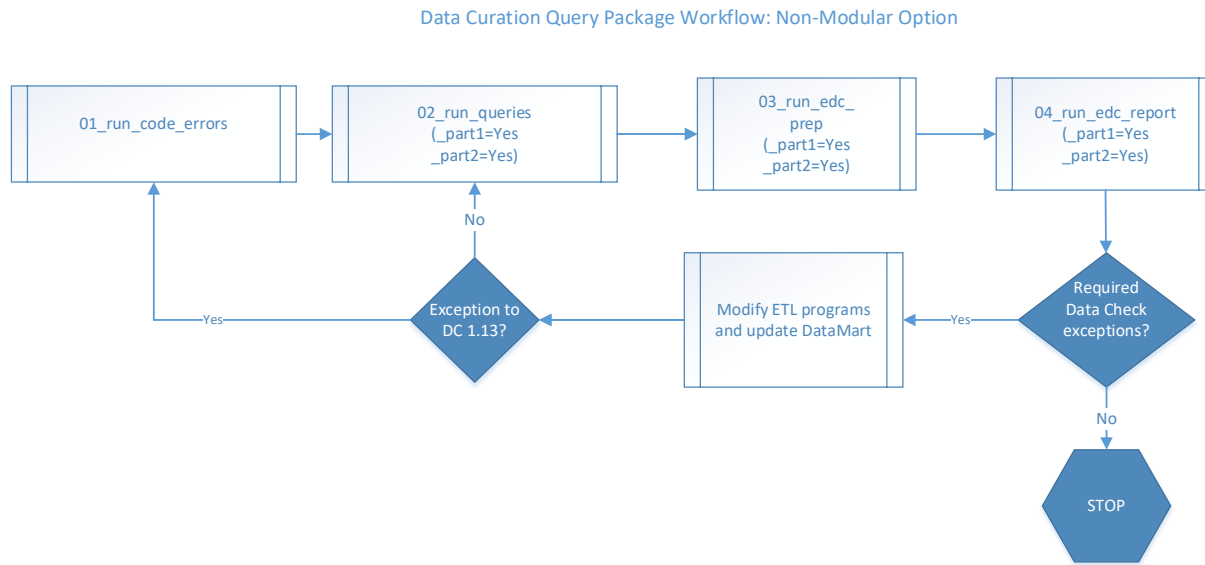 Data Curation Query Package Workflow: Non-Modular Option
01_run_code_errors
02_run_queries
(_part1=Yes
_part2=Yes)
03_run_edc_
prep
(_part1=Yes
_part2=Yes)
04_run_edc_report
(_part1=Yes
_part2=Yes)
No
Exception to
DC 1.13?
Yes
Modify ETL programs
and update DataMart
Yes
Required
Data Check
exceptions?
No
STOP